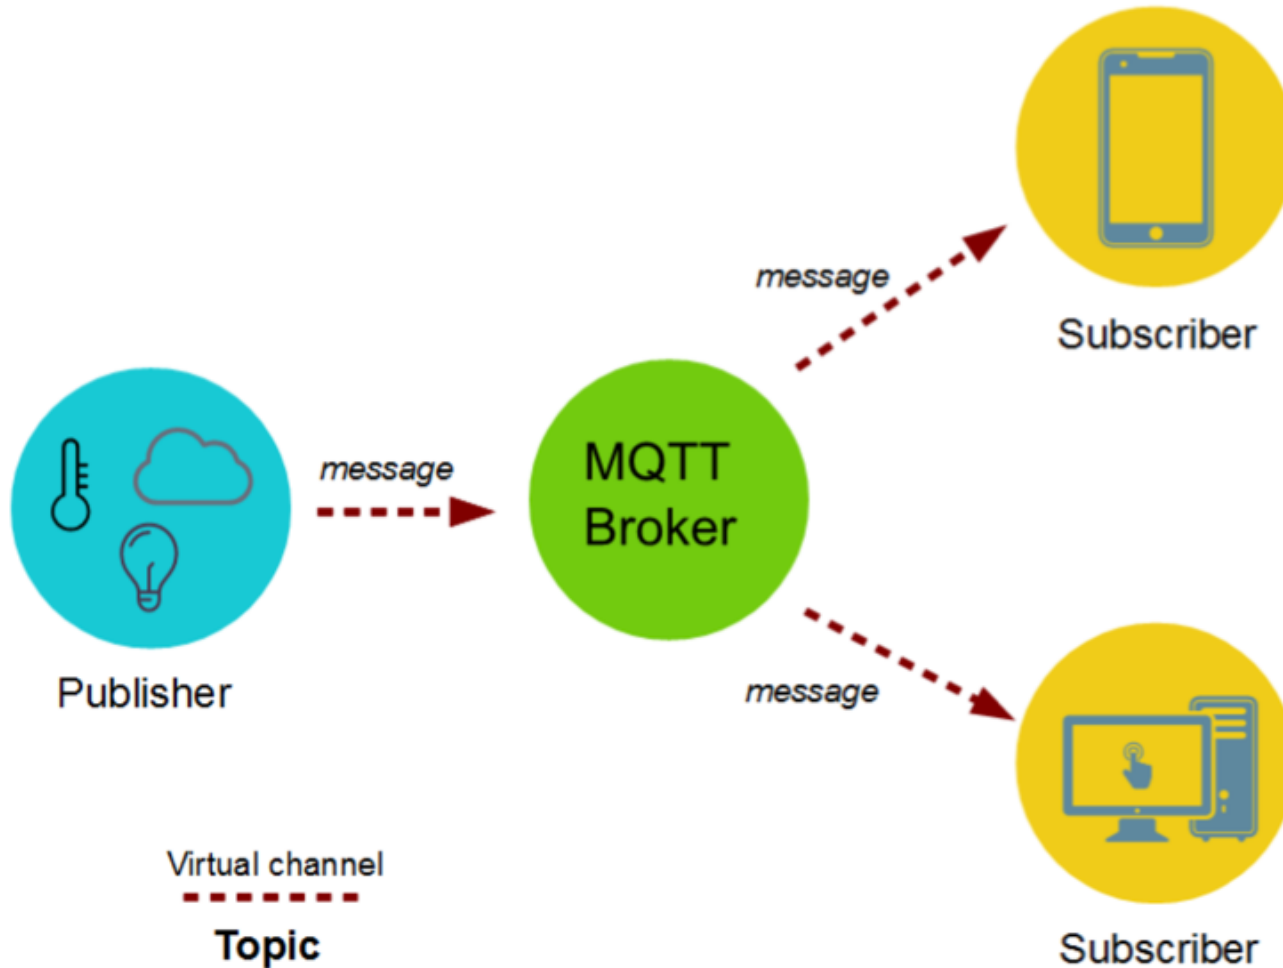 message
Subscriber
message
MQTT
Broker
Publisher
message
Virtual channel
Topic
Subscriber